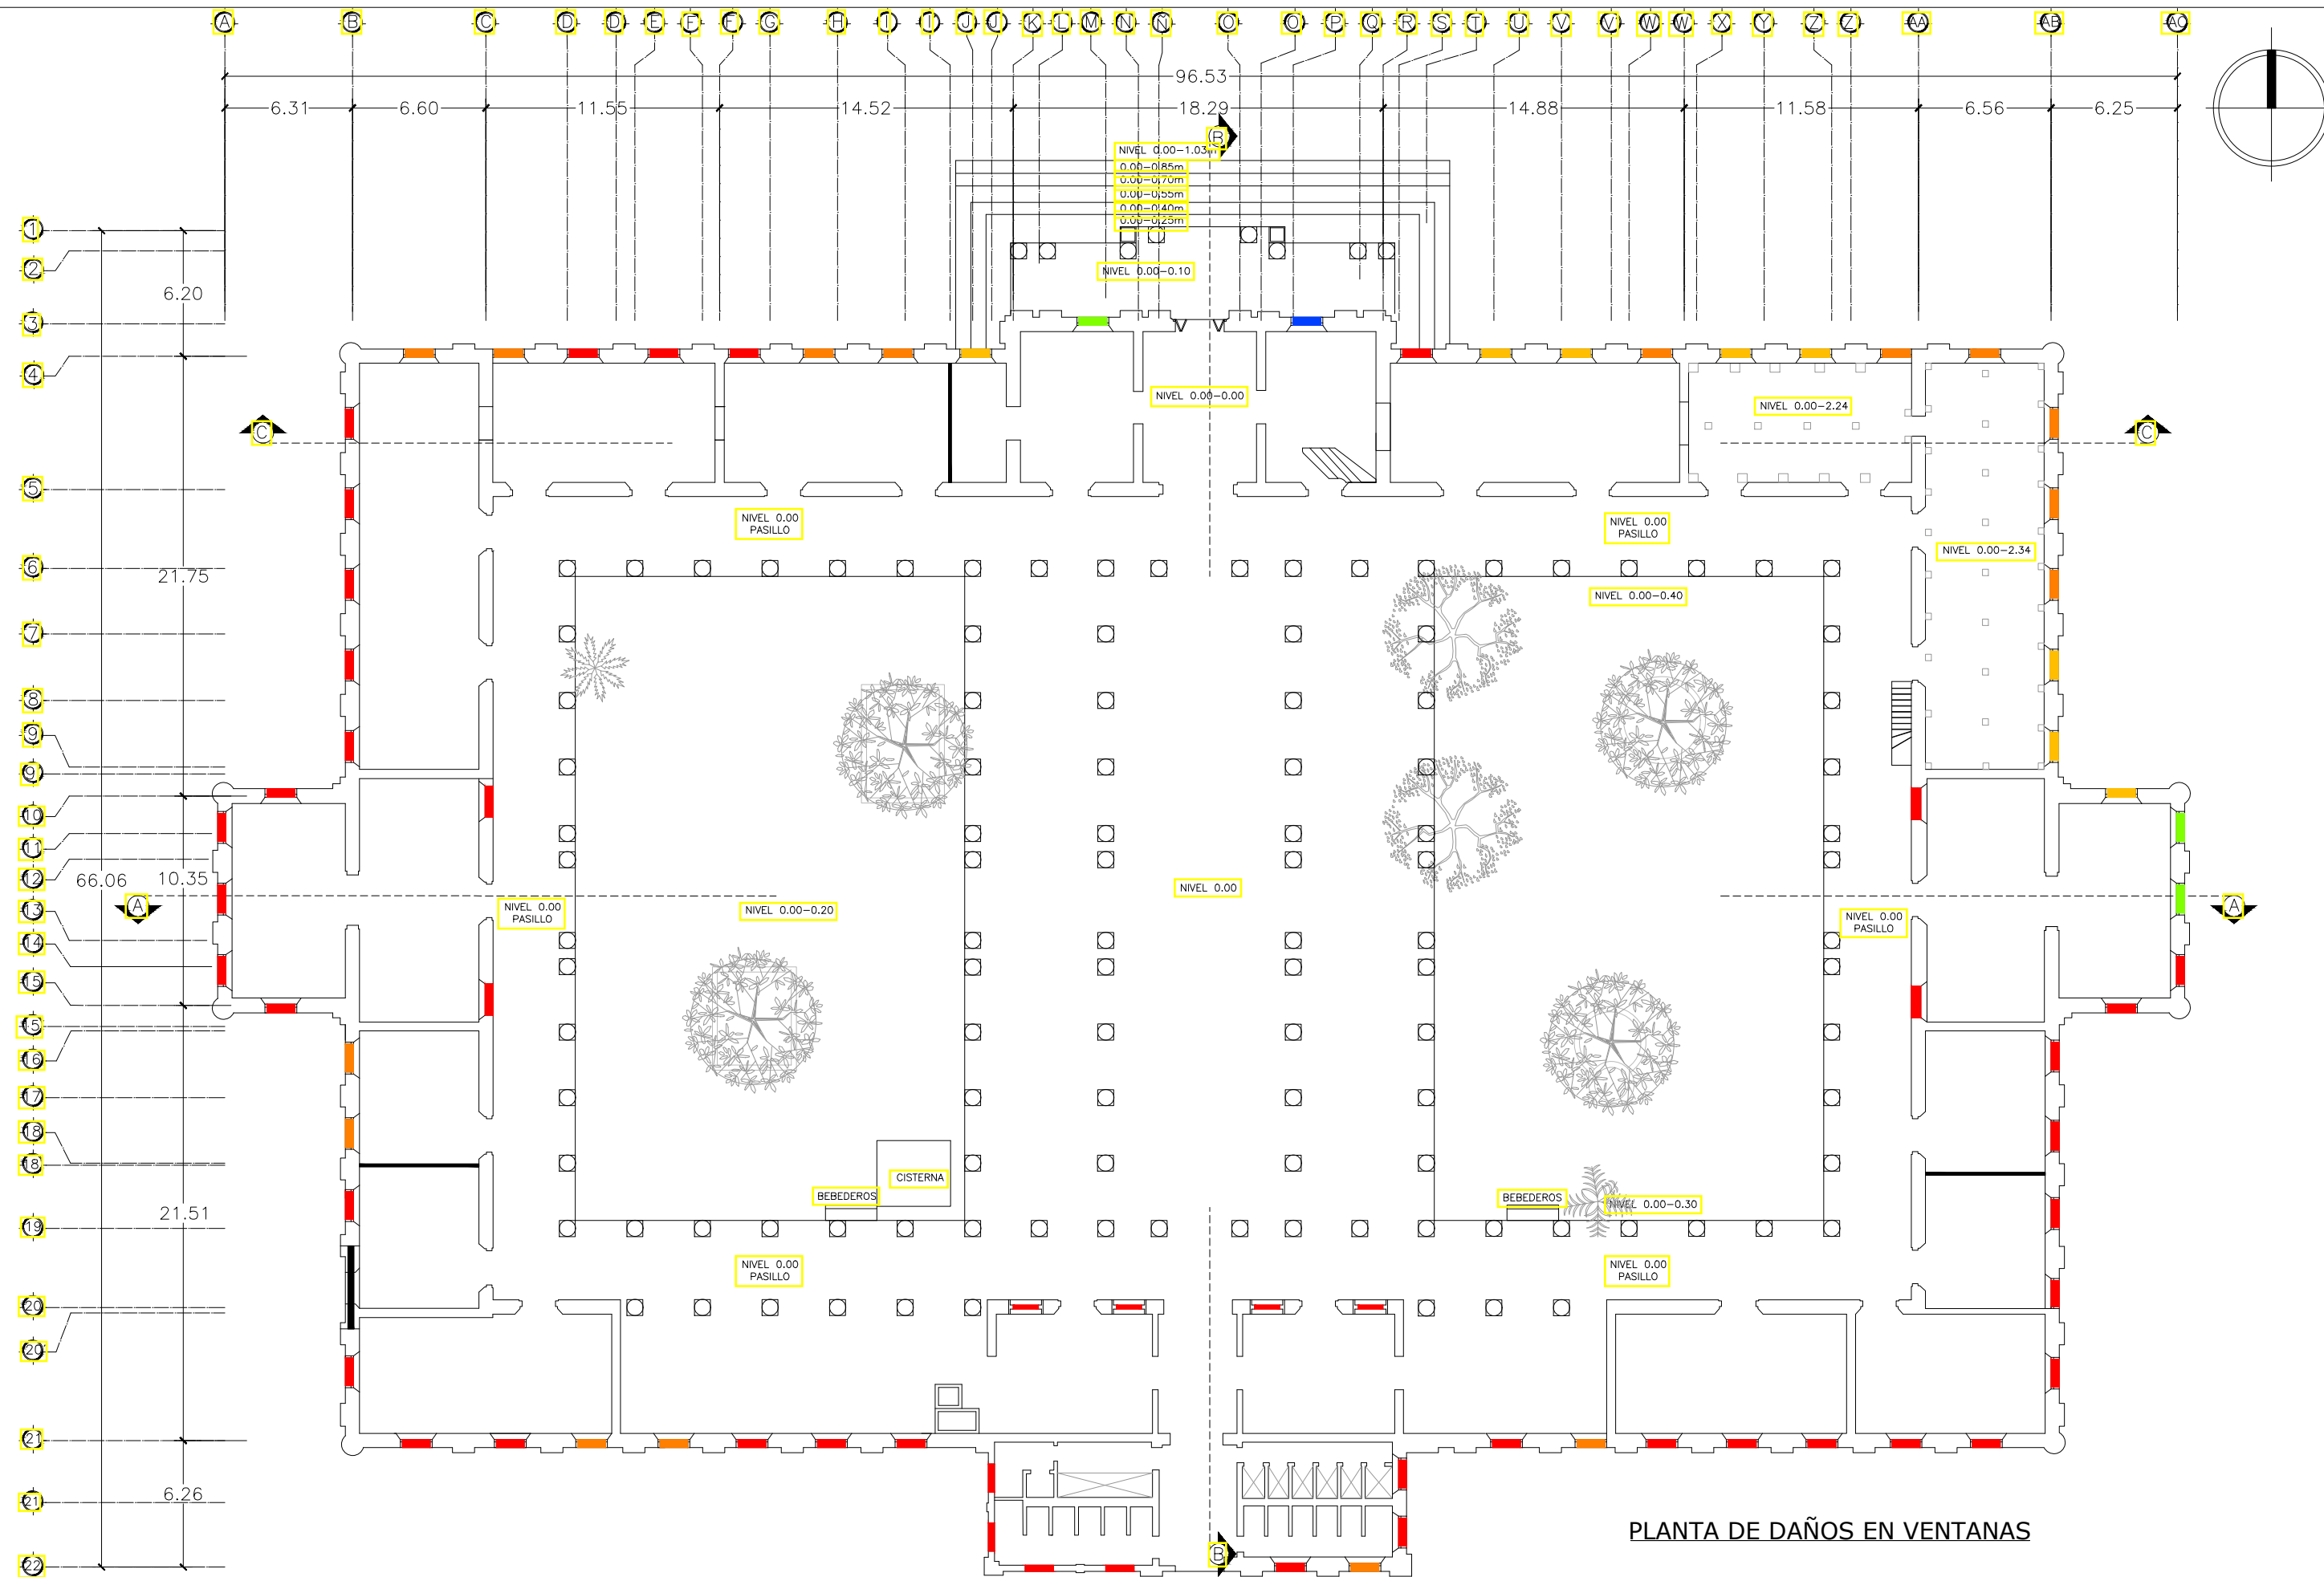 A B C D D' E F F' G H I I' J J' K L M N Ñ O O' P Q R S T U V V' W W' X Y Z Z' AA AB AC
96.53
6.31 6.60 11.55 14.52 18.29 14.88 11.58 6.56 6.25
B
NIVEL 0.00-1.03m
0.00-0.85m
0.00-0.70m
0.00-0.55m
0.00-0.40m
0.00-0.25m
1
2
NIVEL 0.00-0.10
6.20
3
4
NIVEL 0.00-0.00
NIVEL 0.00-2.24
C C
5
NIVEL 0.00
PASILLO
NIVEL 0.00
PASILLO
NIVEL 0.00-2.34
6
21.75
NIVEL 0.00-0.40
7
8
9
9'
10
11
12
66.06 10.35
NIVEL 0.00
A
13
NIVEL 0.00
PASILLO
NIVEL 0.00-0.20
NIVEL 0.00
PASILLO
A
14
15
15'
16
17
18
18'
CISTERNA
BEBEDEROS
BEBEDEROS
NIVEL 0.00-0.30
21.51
19
NIVEL 0.00
PASILLO
NIVEL 0.00
PASILLO
20
20'
21
6.26
21'
PLANTA DE DAÑOS EN VENTANAS
B
22